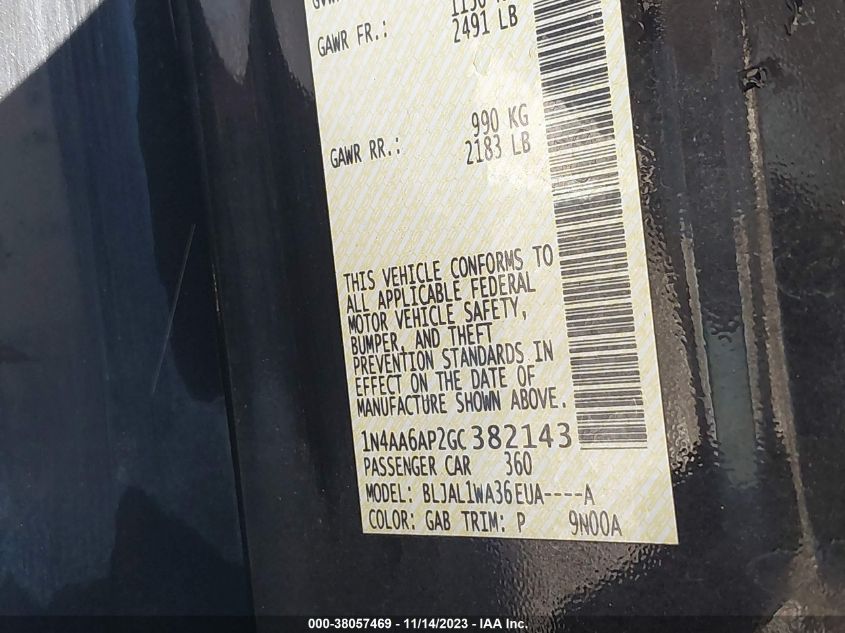 GAWR FR.: 2491 LB
990 KG
GAWR RR.: 2183 LB
THIS VEHICLE CONFORMS TO
ALL APPLICABLE FEDERAL
MOTOR VEHICLE SAFETY,
BUMPER, AND THEFT
PREVENTION STANDARDS IN
EFFECT ON THE DATE OF
MANUFACTURE SHOWN ABOVE.
1N4AA6AP2GC382143
PASSENGER CAR 360
MODEL: BLJAL1WA36EUA----A
COLOR: GAB TRIM: P 9N00A
000-38057469 - 11/14/2023 - IAA Inc.